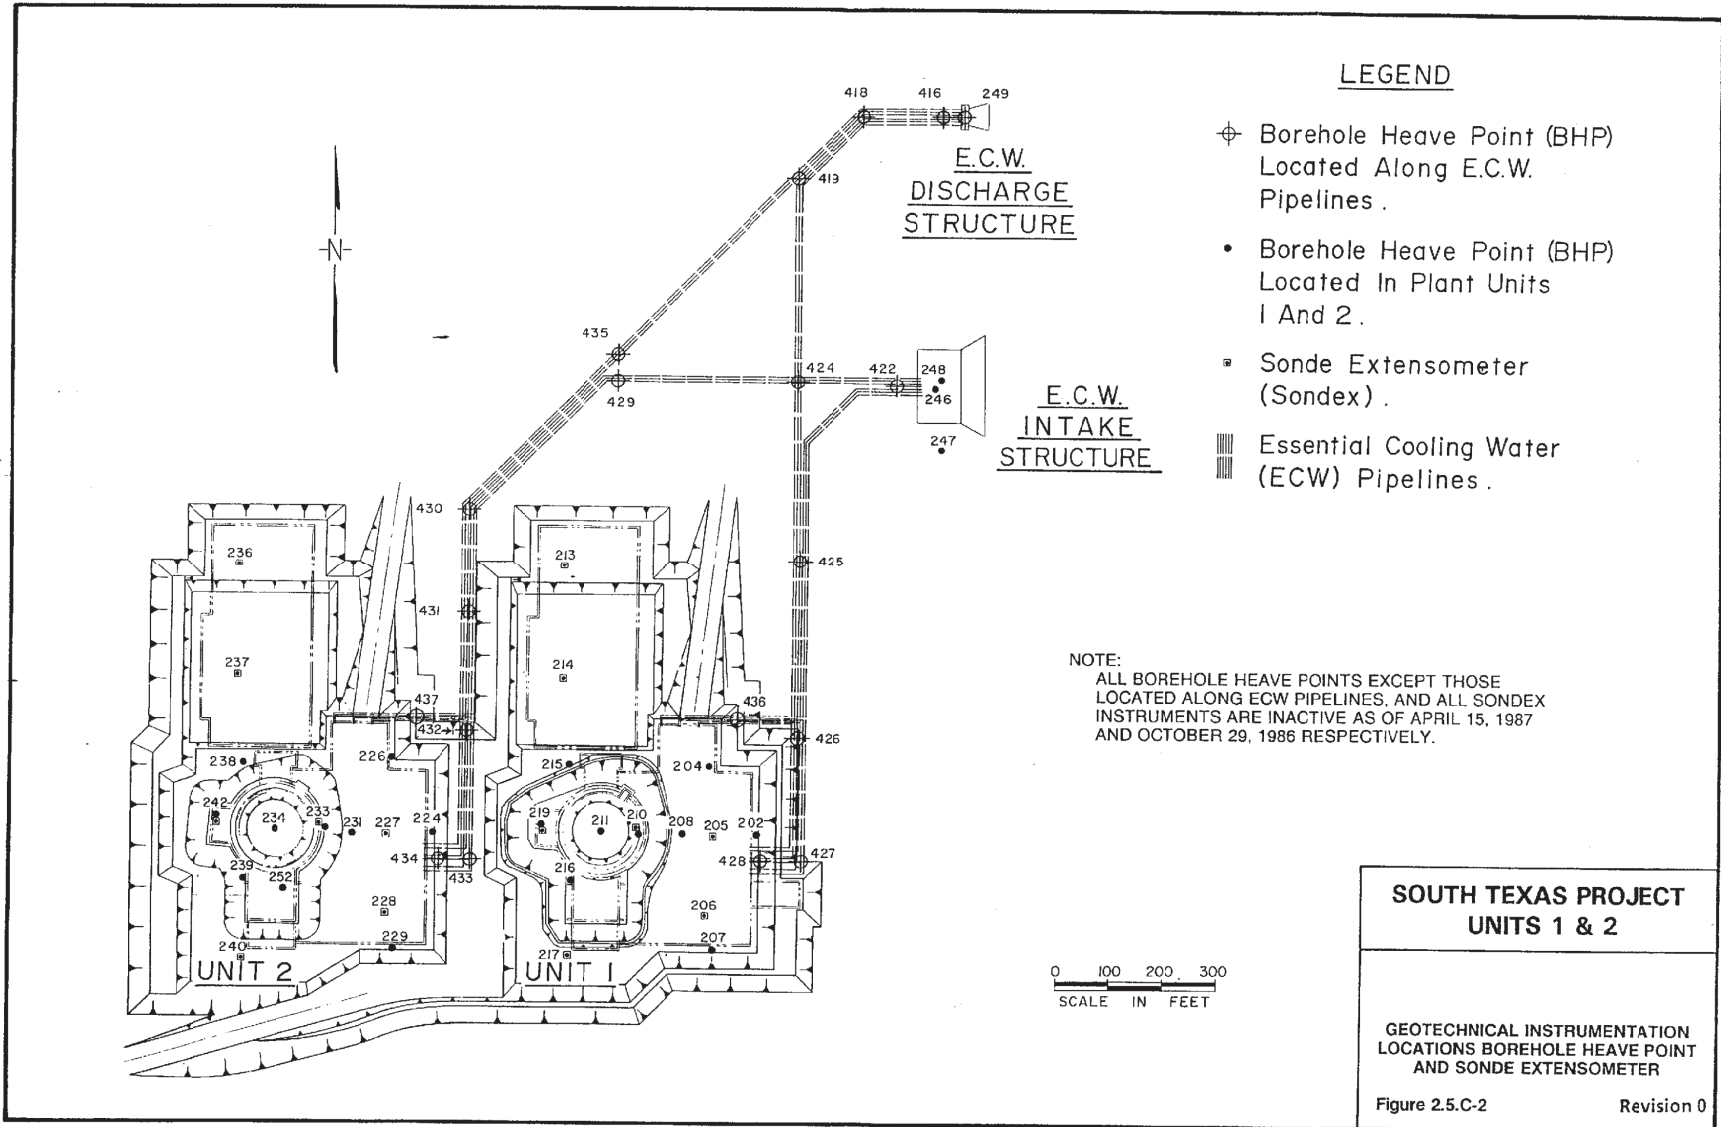 LEGEND
Borehole Heave Point (BHP)
Located Along E.C.W.
Pipelines .
Borehole Heave Point (BHP)
Located In Plant Units
1 And 2 .
Sonde Extensometer
(Sondex) .
Essential Cooling Water
(ECW) Pipelines .
418 416 249
E.C.W.
DISCHARGE
STRUCTURE
419
N
435
424 422 248
429
246
E.C.W.
INTAKE
STRUCTURE
247
430
236
213
425
431
237
214
437
436
432
426
226
238
215
204
242
233
234
231
227
224
219
211
210
208
205
202
434
433
428
427
239
252
216
228
206
229
207
240
217
UNIT 2
UNIT 1
NOTE:
ALL BOREHOLE HEAVE POINTS EXCEPT THOSE
LOCATED ALONG ECW PIPELINES, AND ALL SONDEX
INSTRUMENTS ARE INACTIVE AS OF APRIL 15, 1987
AND OCTOBER 29, 1986 RESPECTIVELY.
0 100 200 300
SCALE IN FEET
SOUTH TEXAS PROJECT
UNITS 1 & 2
GEOTECHNICAL INSTRUMENTATION
LOCATIONS BOREHOLE HEAVE POINT
AND SONDE EXTENSOMETER
Figure 2.5.C-2 Revision 0